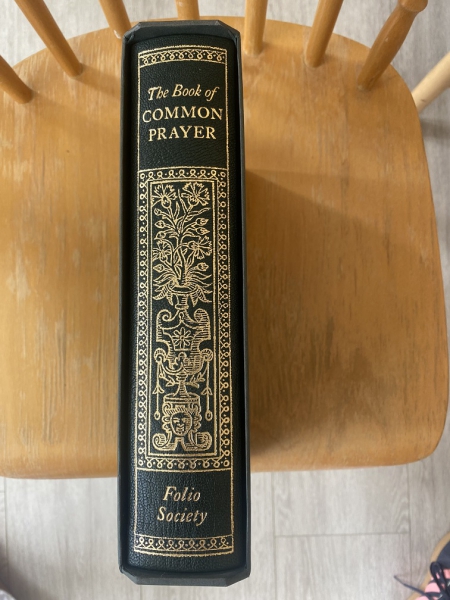 The Book of
COMMON
PRAYER
Folio
Society